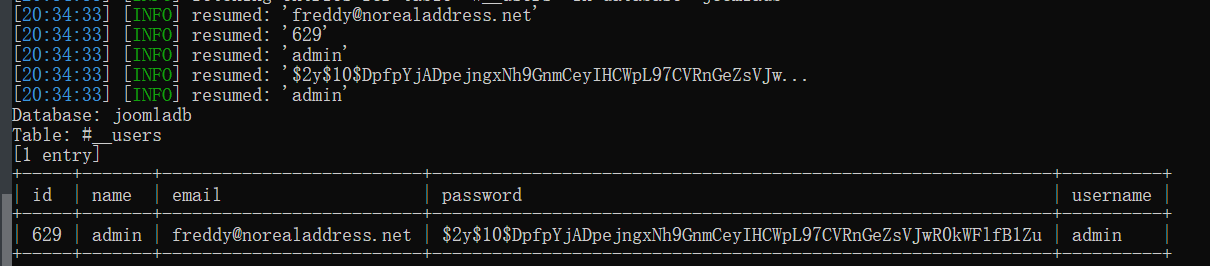 [20:34:33] [INFO] resumed: 'freddy@norealaddress.net'
[20:34:33] [INFO] resumed: '629'
[20:34:33] [INFO] resumed: 'admin'
[20:34:33] [INFO] resumed: '$2y$10$DpfpYjADpejngxNh9GnmCeyIHCWpL97CVRnGeZsVJw...
[20:34:33] [INFO] resumed: 'admin'
Database: joomladb
Table: #__users
[1 entry]
| id | name | email | password | username |
| 629 | admin | freddy@norealaddress.net | $2y$10$DpfpYjADpejngxNh9GnmCeyIHCWpL97CVRnGeZsVJwR0kWFlfB1Zu | admin |